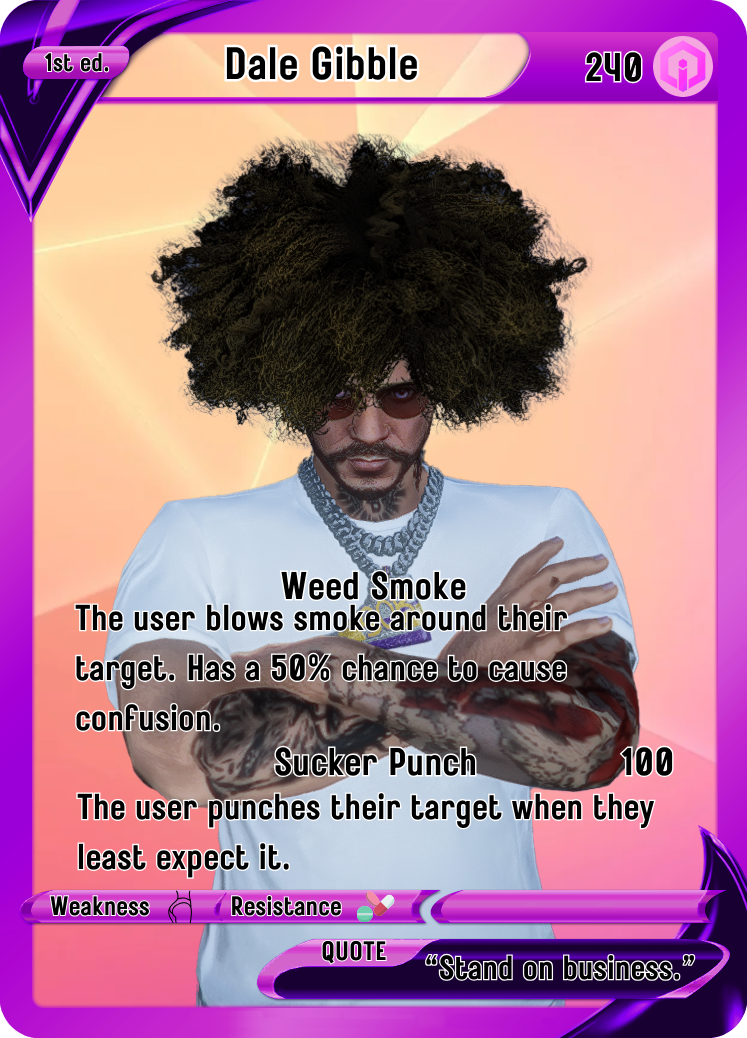 1st ed.
Dale Gibble
240
Weed Smoke
The user blows smoke around their
target. Has a 50% chance to cause
confusion.
Sucker Punch 100
The user punches their target when they
least expect it.
Weakness Resistance
QUOTE
“Stand on business.”